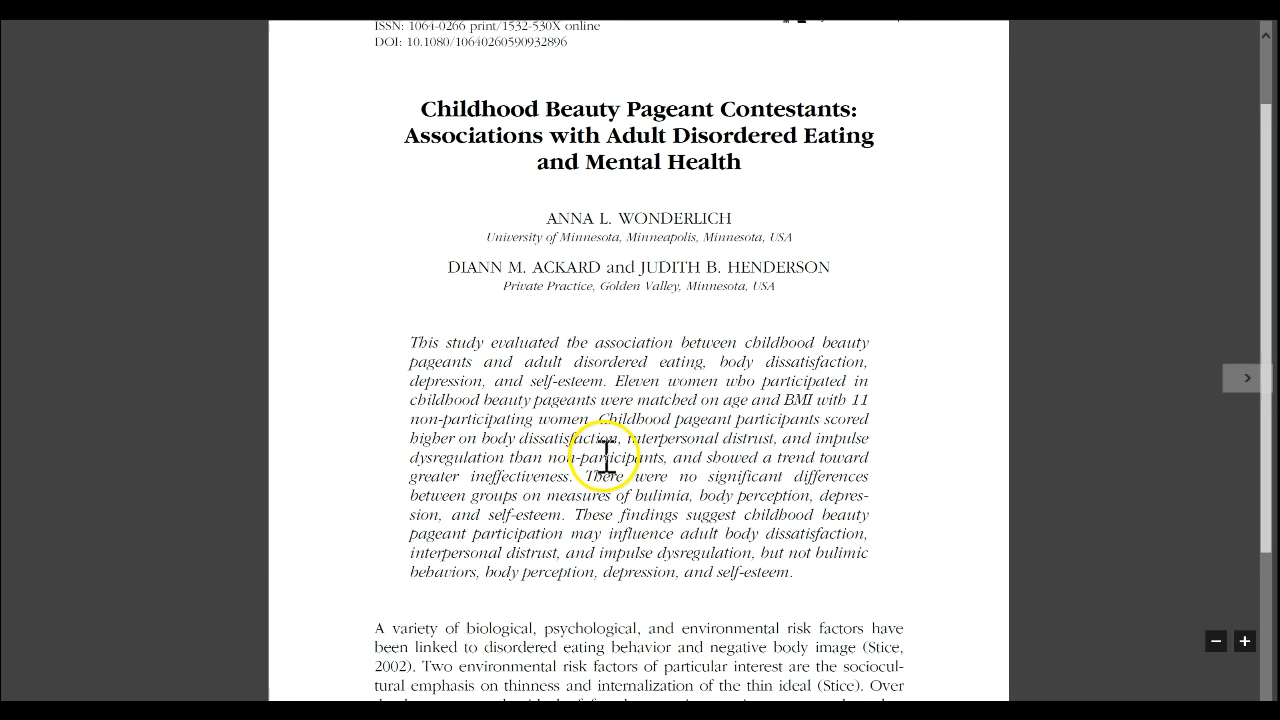 ISSN: 1064-0266 print/1532-530X online
DOI: 10.1080/10640260590932896
Childhood Beauty Pageant Contestants:
Associations with Adult Disordered Eating
and Mental Health
ANNA L. WONDERLICH
University of Minnesota, Minneapolis, Minnesota, USA
DIANN M. ACKARD and JUDITH B. HENDERSON
Private Practice, Golden Valley, Minnesota, USA
This study evaluated the association between childhood beauty
pageants and adult disordered eating, body dissatisfaction,
depression, and self-esteem. Eleven women who participated in
childhood beauty pageants were matched on age and BMI with 11
non-participating women. Childhood pageant participants scored
higher on body dissatisfaction, interpersonal distrust, and impulse
dysregulation than non-participants, and showed a trend toward
greater ineffectiveness. There were no significant differences
between groups on measures of bulimia, body perception, depres-
sion, and self-esteem. These findings suggest childhood beauty
pageant participation may influence adult body dissatisfaction,
interpersonal distrust, and impulse dysregulation, but not bulimic
behaviors, body perception, depression, and self-esteem.
A variety of biological, psychological, and environmental risk factors have
been linked to disordered eating behavior and negative body image (Stice,
2002). Two environmental risk factors of particular interest are the sociocul-
tural emphasis on thinness and internalization of the thin ideal (Stice). Over